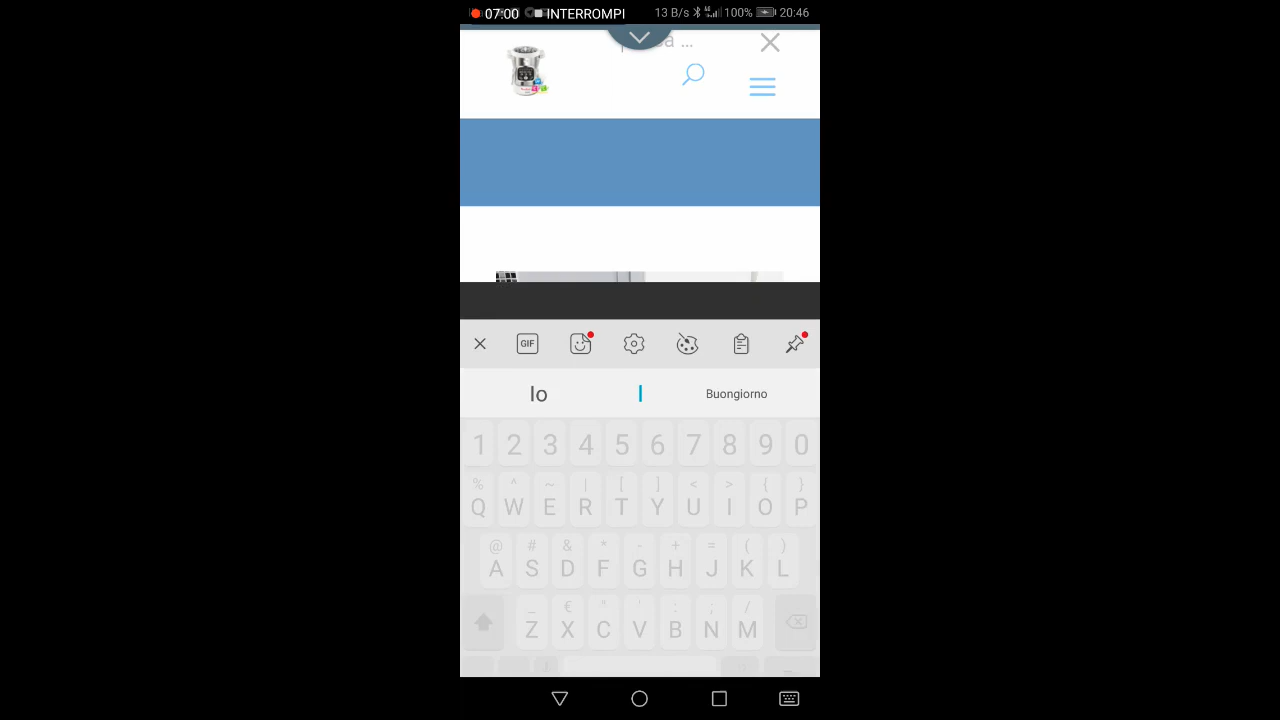 07:00 INTERROMPI 13 B/s 100% 20:46
GIF
Io I Buongiorno
1 2 3 4 5 6 7 8 9 0
% ^ ~ | [ ] < > { }
Q W E R T Y U I O P
@ # & * - + = ( )
A S D F G H J K L
_ € " ' : ; /
Z X C V B N M